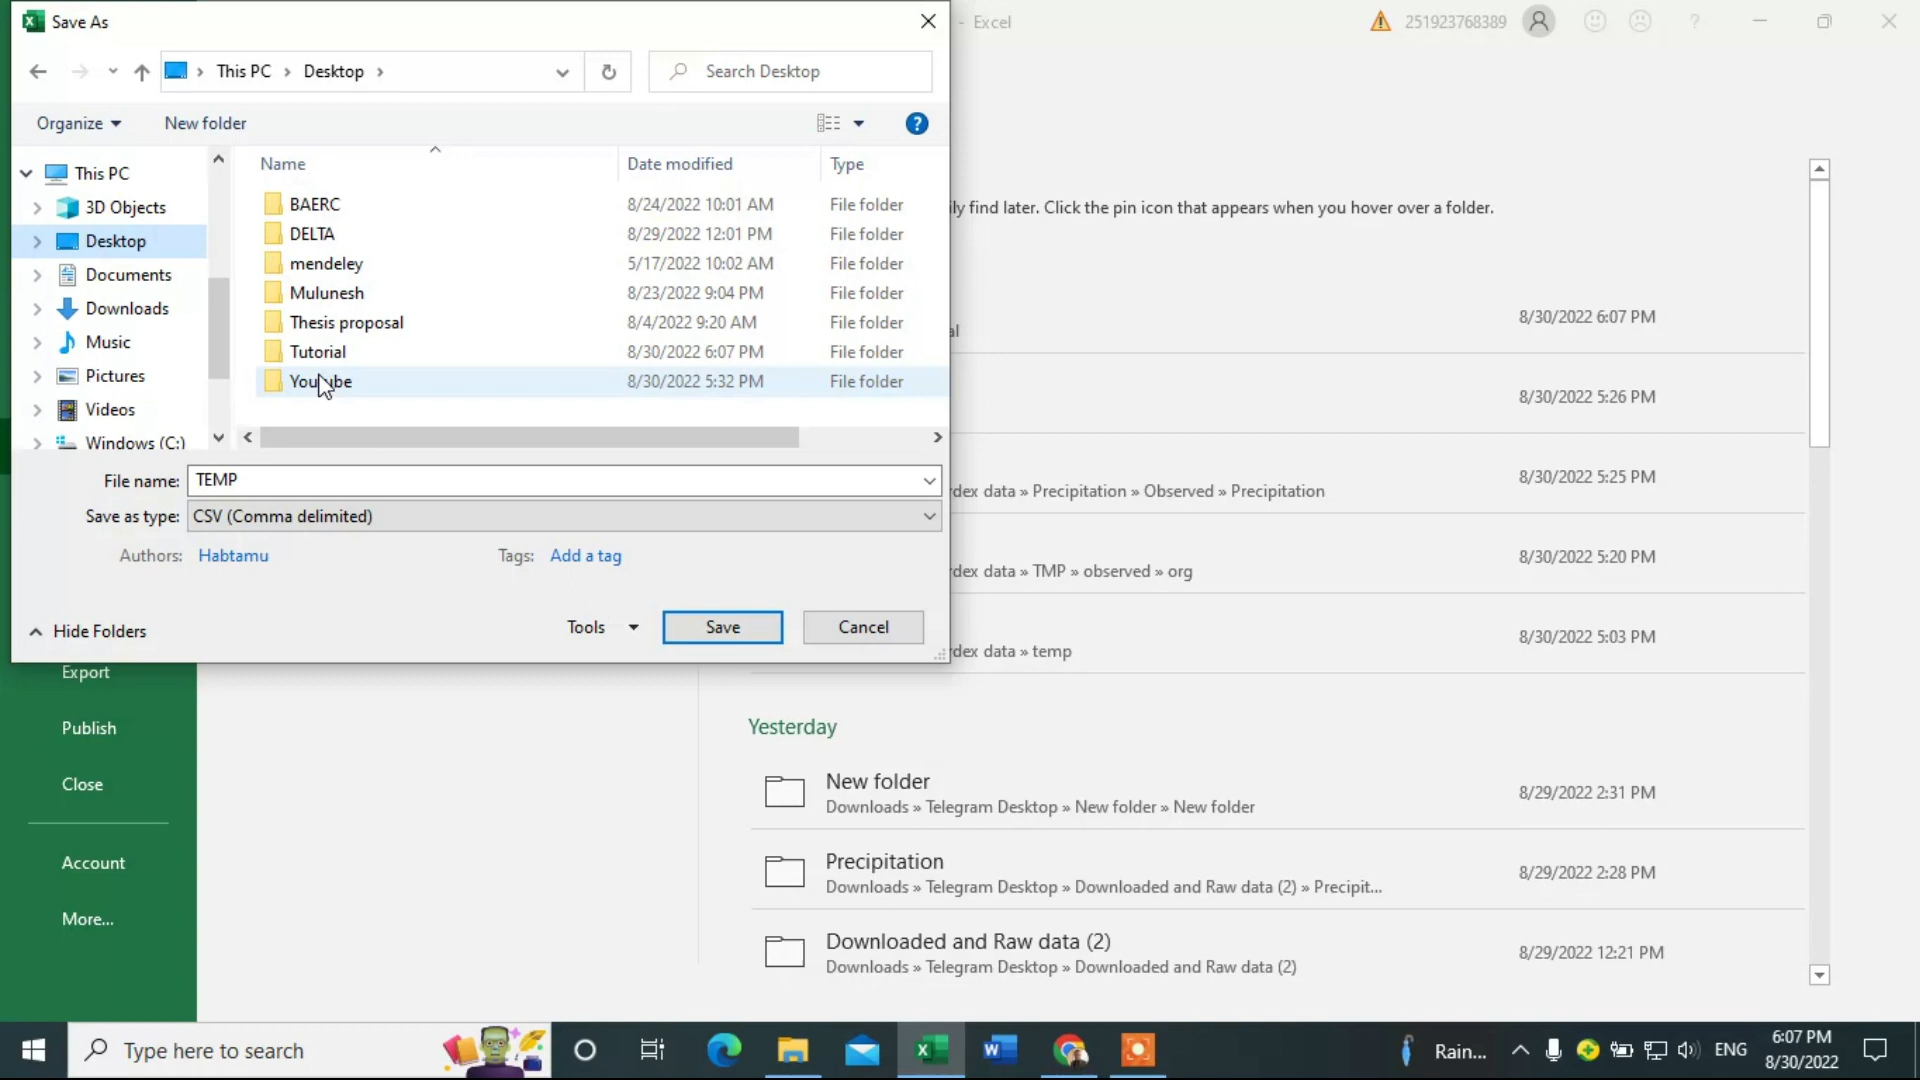 Save As
- Excel
251923768389
?
This PC
Desktop
Search Desktop
Organize
New folder
?
Name
Date modified
Type
This PC
3D Objects
Desktop
Documents
Downloads
Music
Pictures
Videos
Windows (C:)
BAERC 8/24/2022 10:01 AM File folder
DELTA 8/29/2022 12:01 PM File folder
mendeley 5/17/2022 10:02 AM File folder
Mulunesh 8/23/2022 9:04 PM File folder
Thesis proposal 8/4/2022 9:20 AM File folder
Tutorial 8/30/2022 6:07 PM File folder
Youtube 8/30/2022 5:32 PM File folder
File name: TEMP
Save as type: CSV (Comma delimited)
Authors: Habtamu
Tags: Add a tag
Hide Folders
Tools
Save
Cancel
ily find later. Click the pin icon that appears when you hover over a folder.
8/30/2022 6:07 PM
al
8/30/2022 5:26 PM
8/30/2022 5:25 PM
rdex data » Precipitation » Observed » Precipitation
8/30/2022 5:20 PM
rdex data » TMP » observed » org
8/30/2022 5:03 PM
rdex data » temp
Export
Publish
Close
Account
More...
Yesterday
New folder
Downloads » Telegram Desktop » New folder » New folder
8/29/2022 2:31 PM
Precipitation
Downloads » Telegram Desktop » Downloaded and Raw data (2) » Precipit...
8/29/2022 2:28 PM
Downloaded and Raw data (2)
Downloads » Telegram Desktop » Downloaded and Raw data (2)
8/29/2022 12:21 PM
Type here to search
Rain...
ENG
6:07 PM
8/30/2022